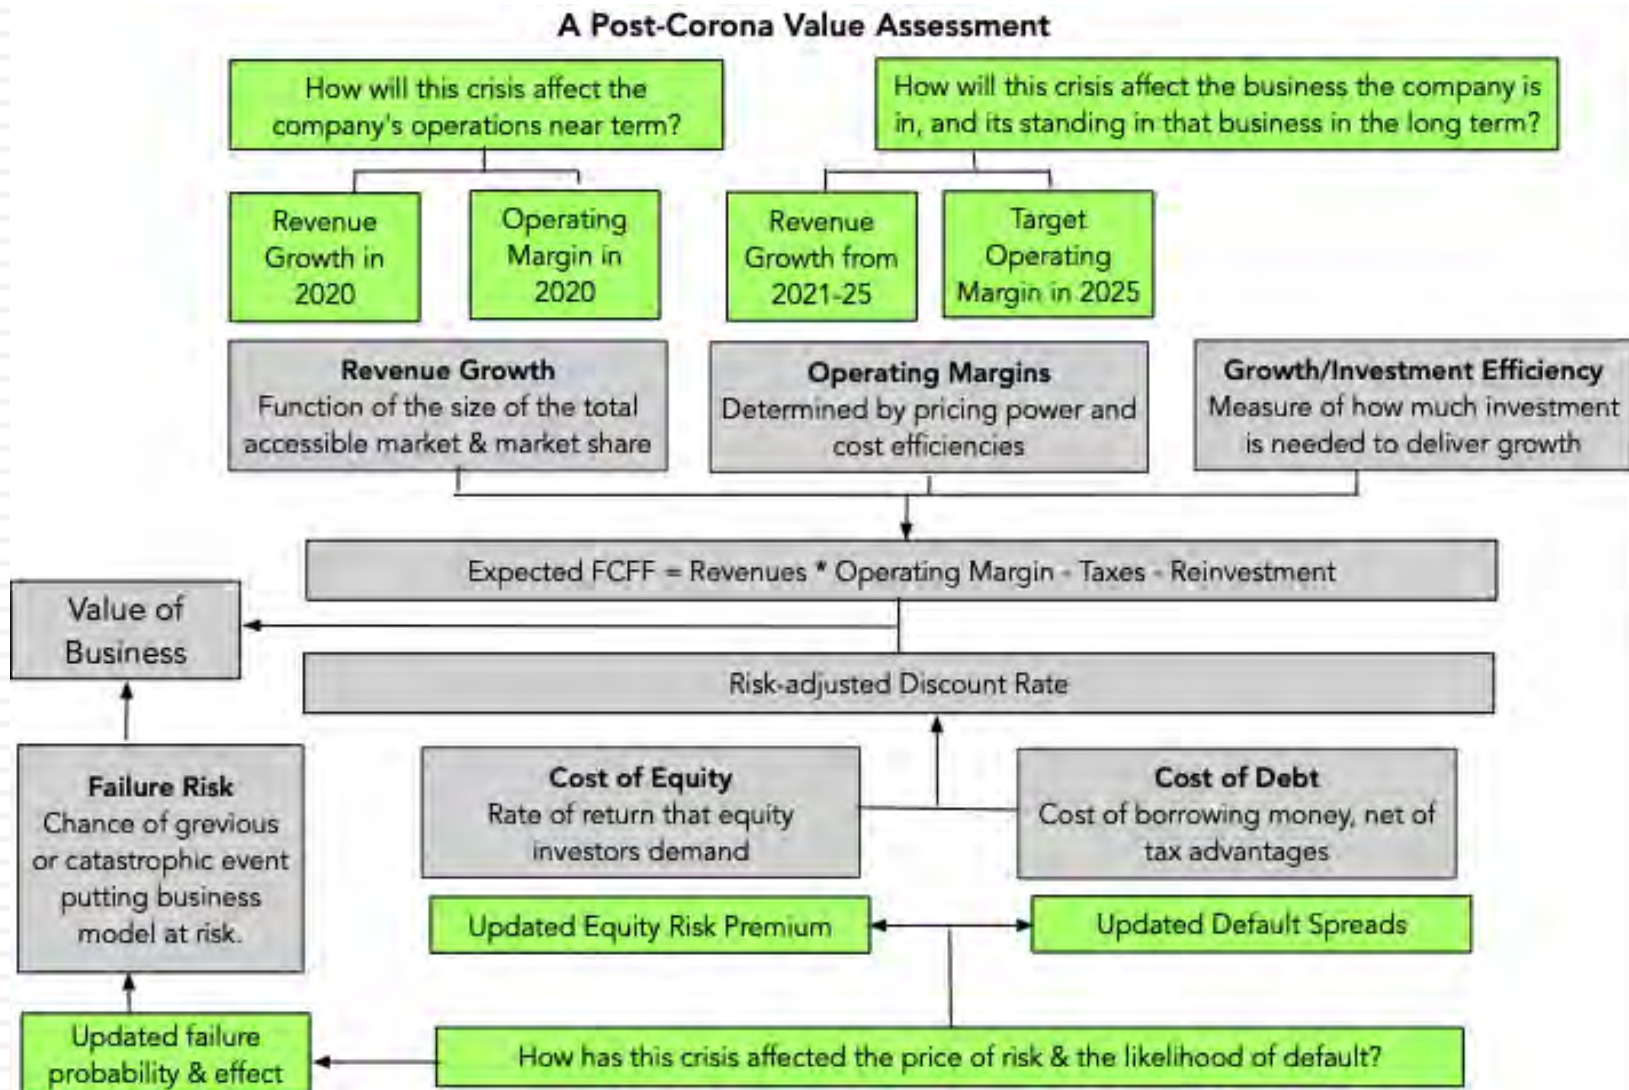 A Post-Corona Value Assessment
How will this crisis affect the
company's operations near term?
How will this crisis affect the business the company is
in, and its standing in that business in the long term?
Revenue
Growth in
2020
Operating
Margin in
2020
Revenue
Growth from
2021-25
Target
Operating
Margin in 2025
Revenue Growth
Function of the size of the total
accessible market & market share
Operating Margins
Determined by pricing power and
cost efficiencies
Growth/Investment Efficiency
Measure of how much investment
is needed to deliver growth
Expected FCFF = Revenues * Operating Margin - Taxes - Reinvestment
Value of
Business
Risk-adjusted Discount Rate
Failure Risk
Chance of grevious
or catastrophic event
putting business
model at risk.
Cost of Equity
Rate of return that equity
investors demand
Cost of Debt
Cost of borrowing money, net of
tax advantages
Updated Equity Risk Premium
Updated Default Spreads
Updated failure
probability & effect
How has this crisis affected the price of risk & the likelihood of default?